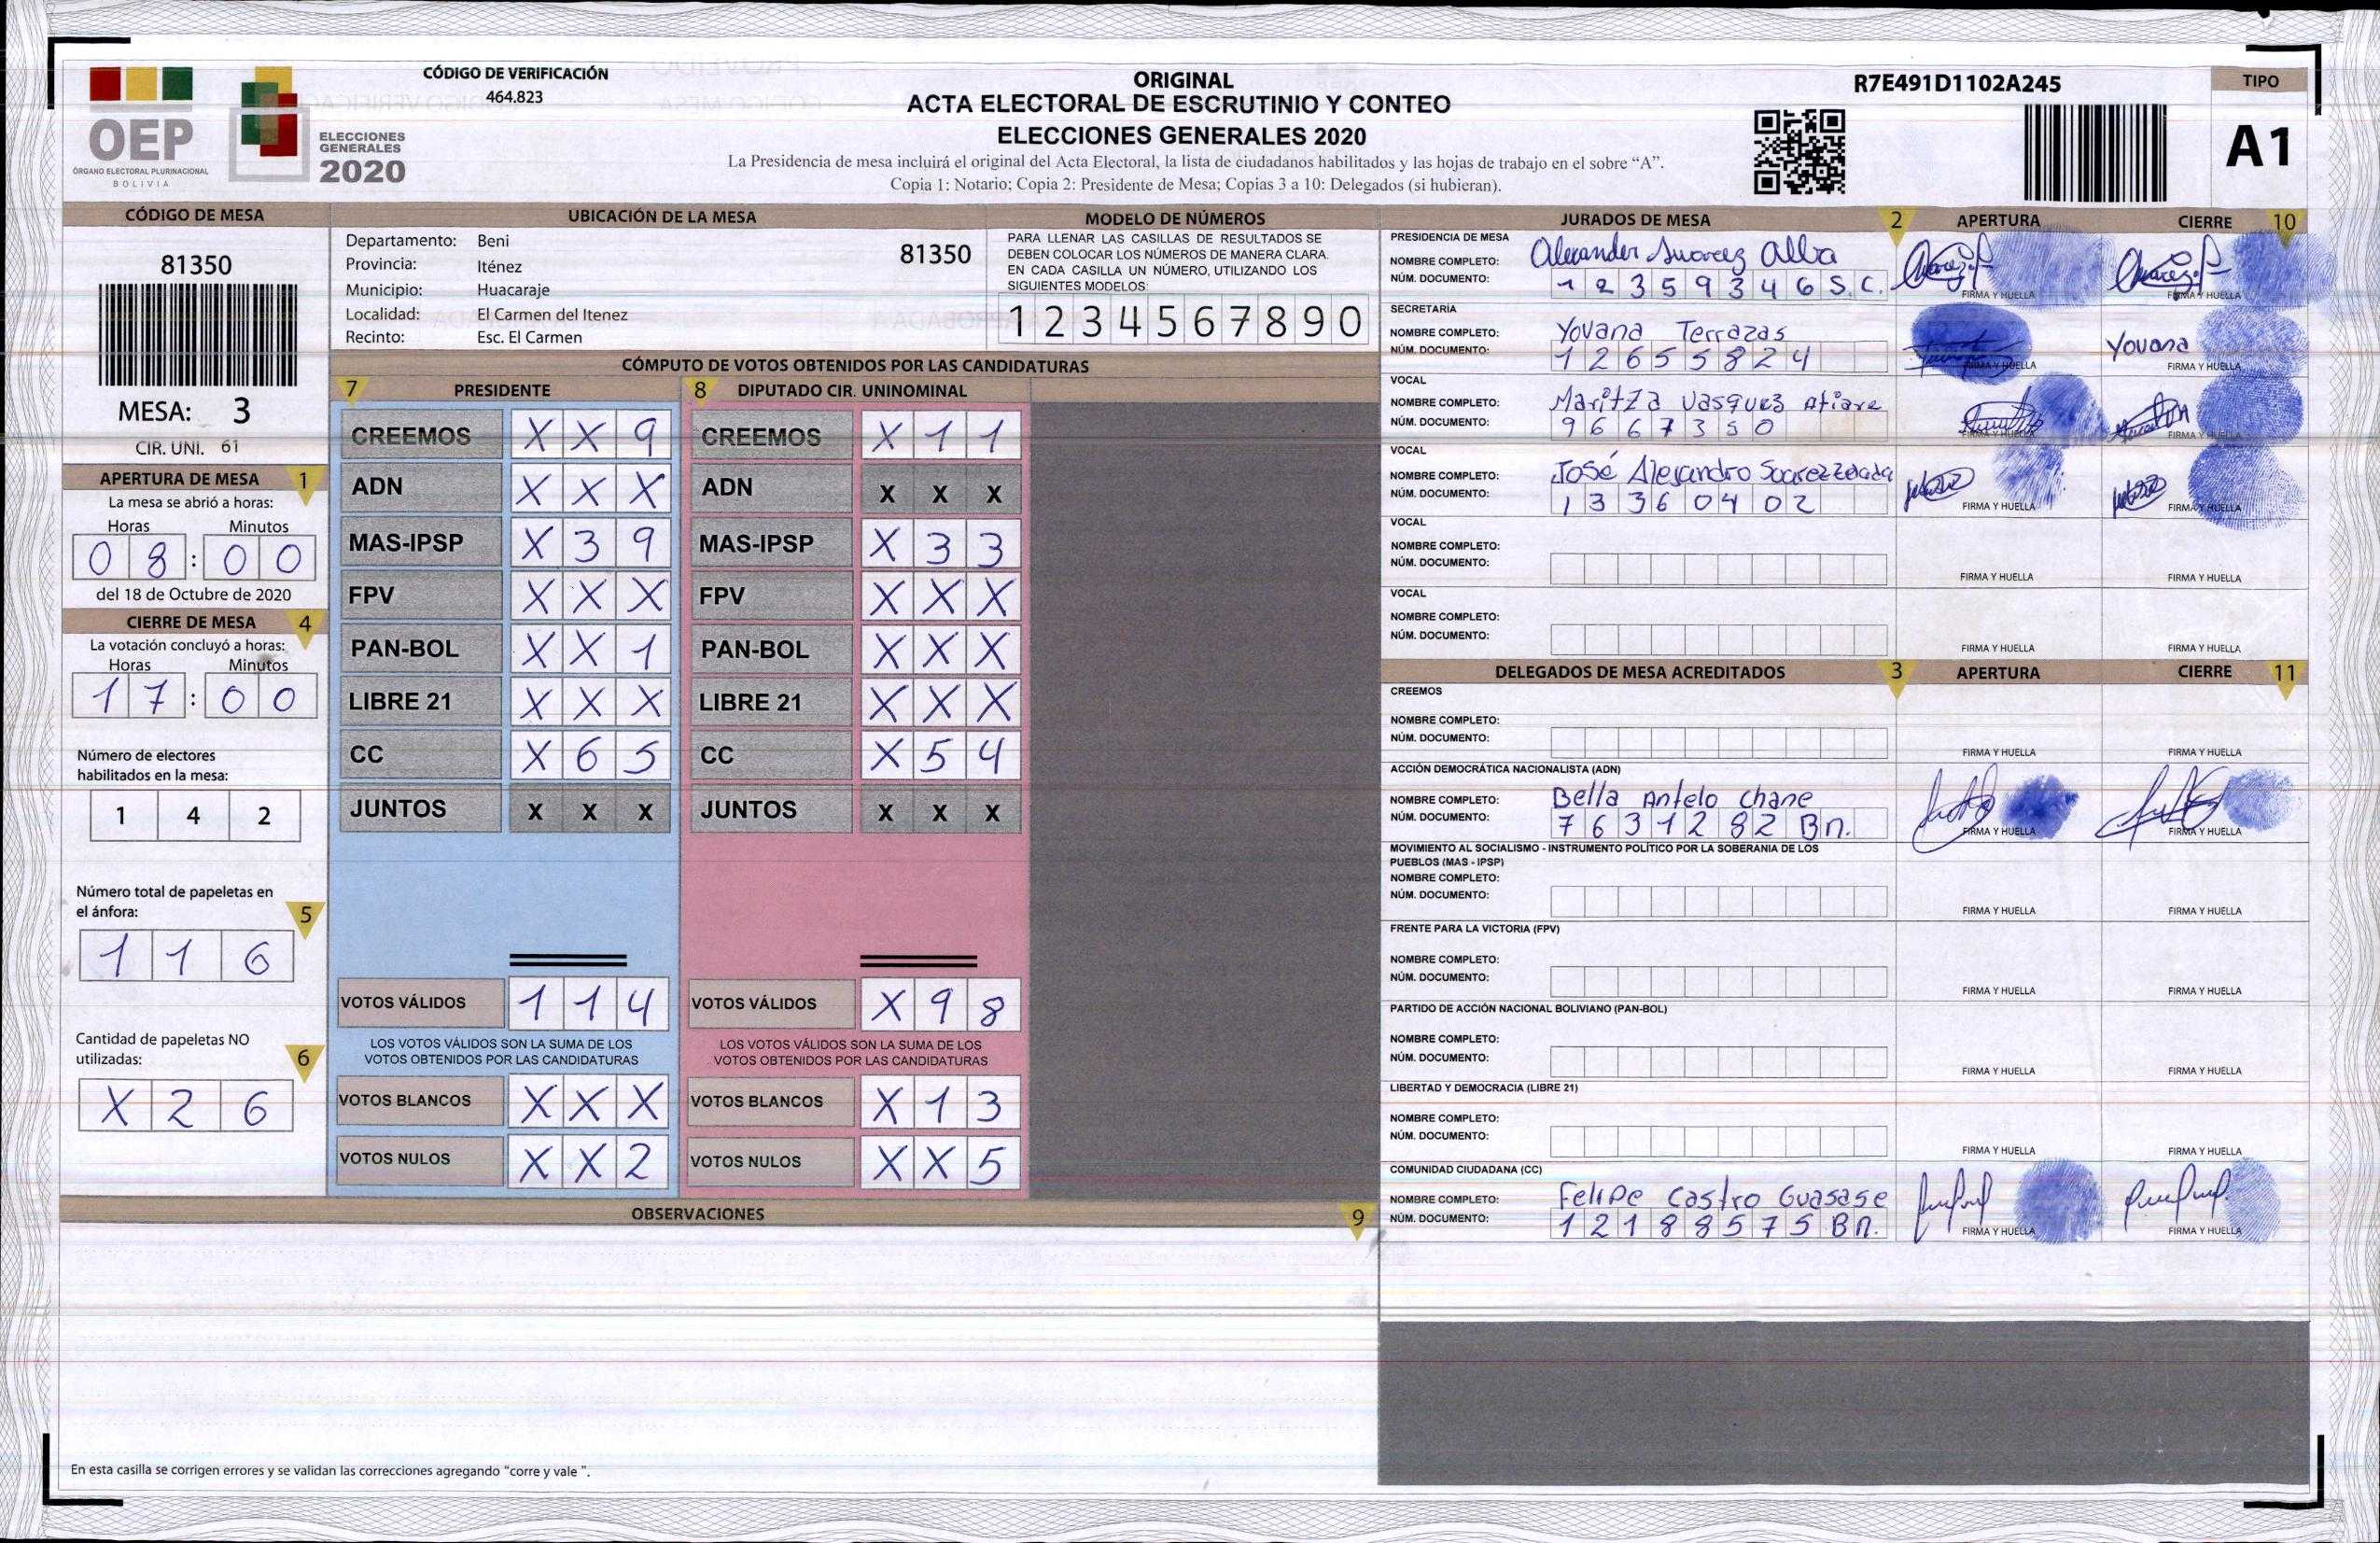 CÓDIGO DE VERIFICACIÓN
464.823
OEP
ÓRGANO ELECTORAL PLURINACIONAL
BOLIVIA
ELECCIONES
GENERALES
2020
ORIGINAL
ACTA ELECTORAL DE ESCRUTINIO Y CONTEO
ELECCIONES GENERALES 2020
La Presidencia de mesa incluirá el original del Acta Electoral, la lista de ciudadanos habilitados y las hojas de trabajo en el sobre “A”.
Copia 1: Notario; Copia 2: Presidente de Mesa; Copias 3 a 10: Delegados (si hubieran).
R7E491D1102A245
TIPO
A1
CÓDIGO DE MESA
81350
MESA: 3
CIR. UNI. 61
APERTURA DE MESA 1
La mesa se abrió a horas:
Horas Minutos
0 8 : 0 0
del 18 de Octubre de 2020
CIERRE DE MESA 4
La votación concluyó a horas:
Horas Minutos
1 7 : 0 0
Número de electores
habilitados en la mesa:
1 4 2
Número total de papeletas en
el ánfora: 5
1 1 6
Cantidad de papeletas NO
utilizadas: 6
X 2 6
UBICACIÓN DE LA MESA
Departamento: Beni
81350
Provincia: Iténez
Municipio: Huacaraje
Localidad: El Carmen del Itenez
Recinto: Esc. El Carmen
MODELO DE NÚMEROS
PARA LLENAR LAS CASILLAS DE RESULTADOS SE
DEBEN COLOCAR LOS NÚMEROS DE MANERA CLARA.
EN CADA CASILLA UN NÚMERO, UTILIZANDO LOS
SIGUIENTES MODELOS:
1 2 3 4 5 6 7 8 9 0
CÓMPUTO DE VOTOS OBTENIDOS POR LAS CANDIDATURAS
7 PRESIDENTE
CREEMOS X X 9
ADN X X X
MAS-IPSP X 3 9
FPV X X X
PAN-BOL X X 1
LIBRE 21 X X X
CC X 6 5
JUNTOS X X X
VOTOS VÁLIDOS 1 1 4
LOS VOTOS VÁLIDOS SON LA SUMA DE LOS
VOTOS OBTENIDOS POR LAS CANDIDATURAS
VOTOS BLANCOS X X X
VOTOS NULOS X X 2
8 DIPUTADO CIR. UNINOMINAL
CREEMOS X 1 1
ADN X X X
MAS-IPSP X 3 3
FPV X X X
PAN-BOL X X X
LIBRE 21 X X X
CC X 5 4
JUNTOS X X X
VOTOS VÁLIDOS X 9 8
LOS VOTOS VÁLIDOS SON LA SUMA DE LOS
VOTOS OBTENIDOS POR LAS CANDIDATURAS
VOTOS BLANCOS X 1 3
VOTOS NULOS X X 5
OBSERVACIONES 9
En esta casilla se corrigen errores y se validan las correcciones agregando “corre y vale ”.
JURADOS DE MESA 2 APERTURA CIERRE 10
PRESIDENCIA DE MESA
NOMBRE COMPLETO: Alexander Suarez Alba
NÚM. DOCUMENTO: 1 2 3 5 9 3 4 6 S.C.
FIRMA Y HUELLA FIRMA Y HUELLA
SECRETARÍA
NOMBRE COMPLETO: Yovana Terrazas Yovana
NÚM. DOCUMENTO: 1 2 6 5 5 8 2 4
FIRMA Y HUELLA FIRMA Y HUELLA
VOCAL
NOMBRE COMPLETO: Maritza Vasquez
NÚM. DOCUMENTO: 9 6 6 7 3 5 0
FIRMA Y HUELLA FIRMA Y HUELLA
VOCAL
NOMBRE COMPLETO: José Alejandro
NÚM. DOCUMENTO: 1 3 3 6 0 4 0 2
FIRMA Y HUELLA FIRMA Y HUELLA
VOCAL
NOMBRE COMPLETO:
NÚM. DOCUMENTO:
FIRMA Y HUELLA FIRMA Y HUELLA
VOCAL
NOMBRE COMPLETO:
NÚM. DOCUMENTO:
FIRMA Y HUELLA FIRMA Y HUELLA
DELEGADOS DE MESA ACREDITADOS 3 APERTURA CIERRE 11
CREEMOS
NOMBRE COMPLETO:
NÚM. DOCUMENTO:
FIRMA Y HUELLA FIRMA Y HUELLA
ACCIÓN DEMOCRÁTICA NACIONALISTA (ADN)
NOMBRE COMPLETO: Bella Antelo Chane
NÚM. DOCUMENTO: 7 6 3 1 2 8 2 Bn.
FIRMA Y HUELLA FIRMA Y HUELLA
MOVIMIENTO AL SOCIALISMO - INSTRUMENTO POLÍTICO POR LA SOBERANIA DE LOS
PUEBLOS (MAS - IPSP)
NOMBRE COMPLETO:
NÚM. DOCUMENTO:
FIRMA Y HUELLA FIRMA Y HUELLA
FRENTE PARA LA VICTORIA (FPV)
NOMBRE COMPLETO:
NÚM. DOCUMENTO:
FIRMA Y HUELLA FIRMA Y HUELLA
PARTIDO DE ACCIÓN NACIONAL BOLIVIANO (PAN-BOL)
NOMBRE COMPLETO:
NÚM. DOCUMENTO:
FIRMA Y HUELLA FIRMA Y HUELLA
LIBERTAD Y DEMOCRACIA (LIBRE 21)
NOMBRE COMPLETO:
NÚM. DOCUMENTO:
FIRMA Y HUELLA FIRMA Y HUELLA
COMUNIDAD CIUDADANA (CC)
NOMBRE COMPLETO: Felipe Castro Guasase
NÚM. DOCUMENTO: 1 2 1 8 8 5 7 5 Bn.
FIRMA Y HUELLA FIRMA Y HUELLA